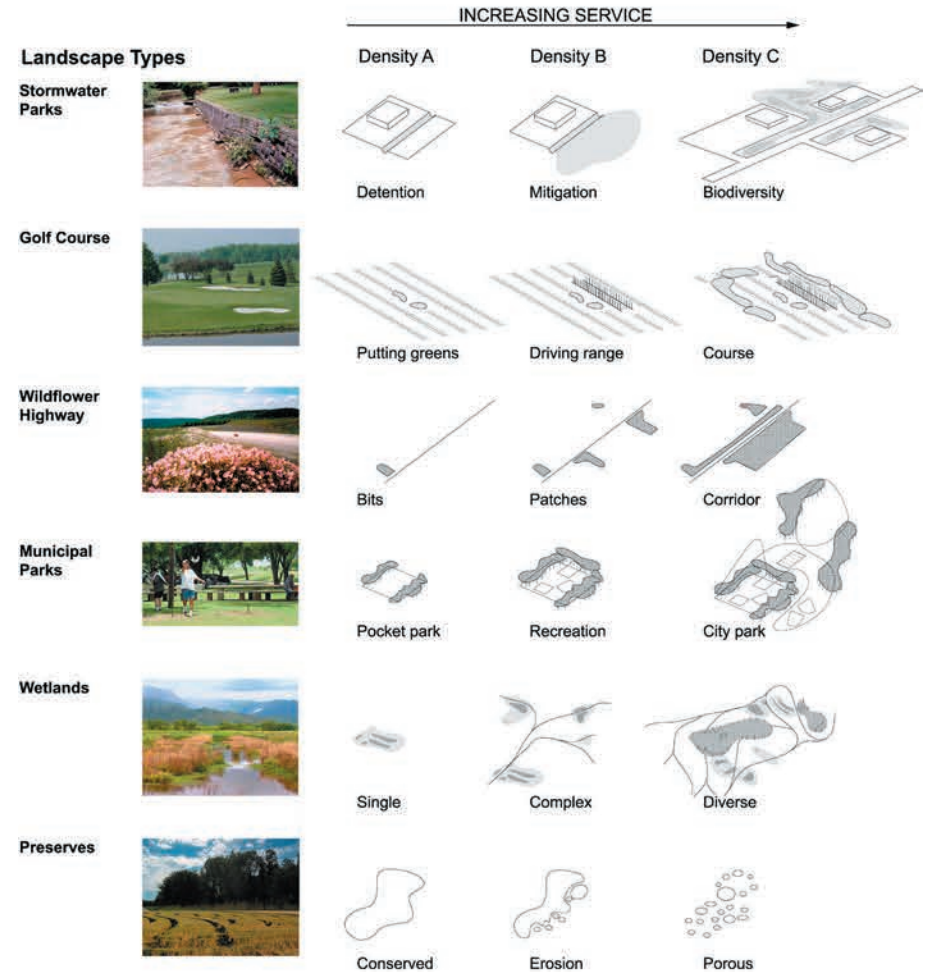 INCREASING SERVICE
Landscape Types
Density A
Density B
Density C
Stormwater
Parks
Detention
Mitigation
Biodiversity
Golf Course
Putting greens
Driving range
Course
Wildflower
Highway
Bits
Patches
Corridor
Municipal
Parks
Pocket park
Recreation
City park
Wetlands
Single
Complex
Diverse
Preserves
Conserved
Erosion
Porous